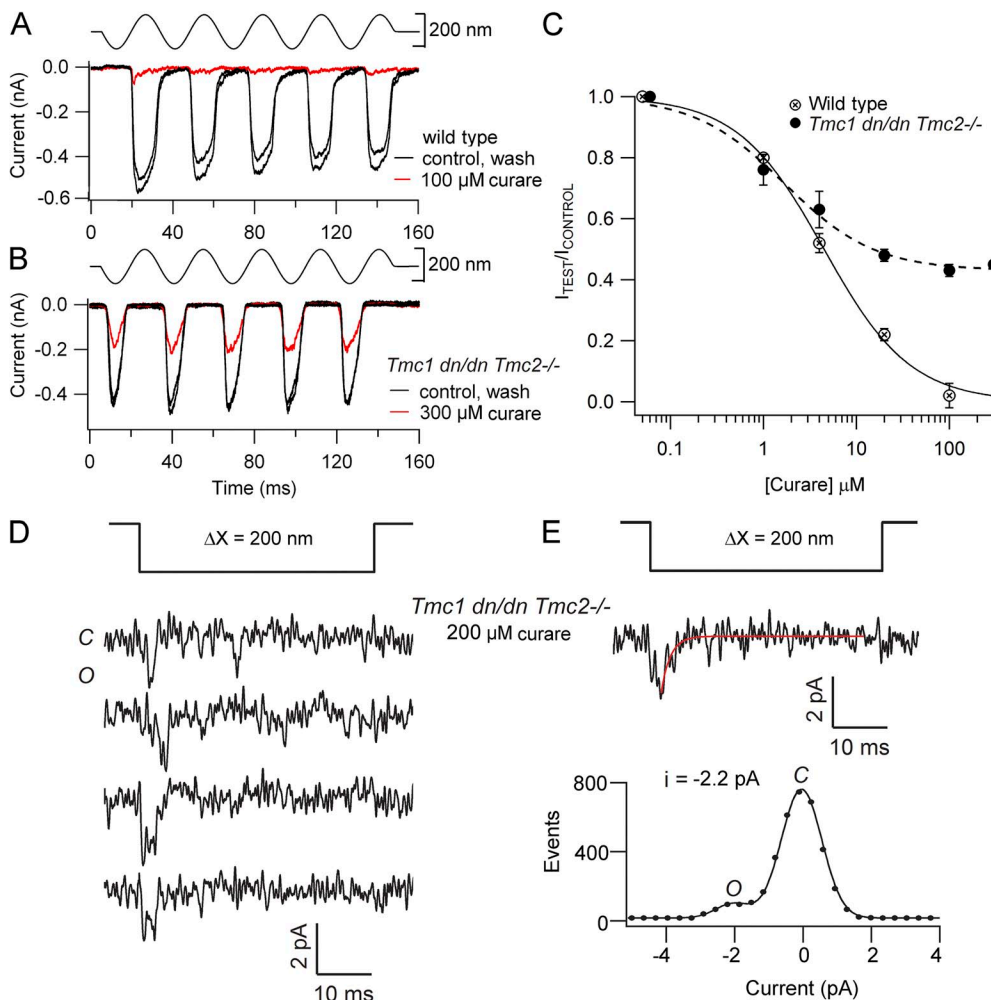 A
200 nm
Current (nA)
0.0
-0.2
-0.4
-0.6
wild type
control, wash
100 µM curare
0 40 80 120 160
B
200 nm
Current (nA)
0.0
-0.2
-0.4
Tmc1 dn/dn Tmc2-/-
control, wash
300 µM curare
0 40 80 120 160
Time (ms)
C
Wild type
Tmc1 dn/dn Tmc2-/-
ITEST/ICONTROL
1.0
0.8
0.6
0.4
0.2
0.0
0.1 1 10 100
[Curare] µM
D
ΔX = 200 nm
Tmc1 dn/dn Tmc2-/-
200 µM curare
C
O
2 pA
10 ms
E
ΔX = 200 nm
2 pA
10 ms
i = -2.2 pA
C
O
Events
800
400
0
-4 -2 0 2 4
Current (pA)